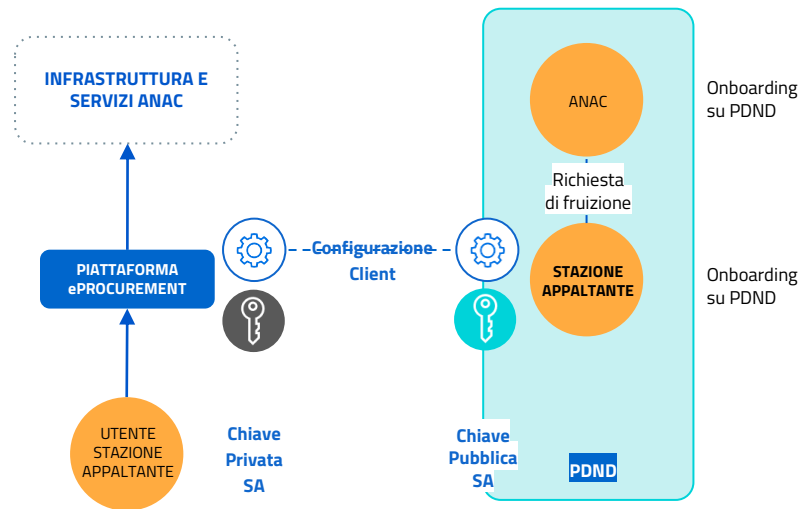 INFRASTRUTTURA E
SERVIZI ANAC
ANAC
Onboarding
su PDND
Richiesta
di fruizione
Configurazione
Client
PIATTAFORMA
ePROCUREMENT
STAZIONE
APPALTANTE
Onboarding
su PDND
UTENTE
STAZIONE
APPALTANTE
Chiave
Privata
SA
Chiave
Pubblica
SA
PDND